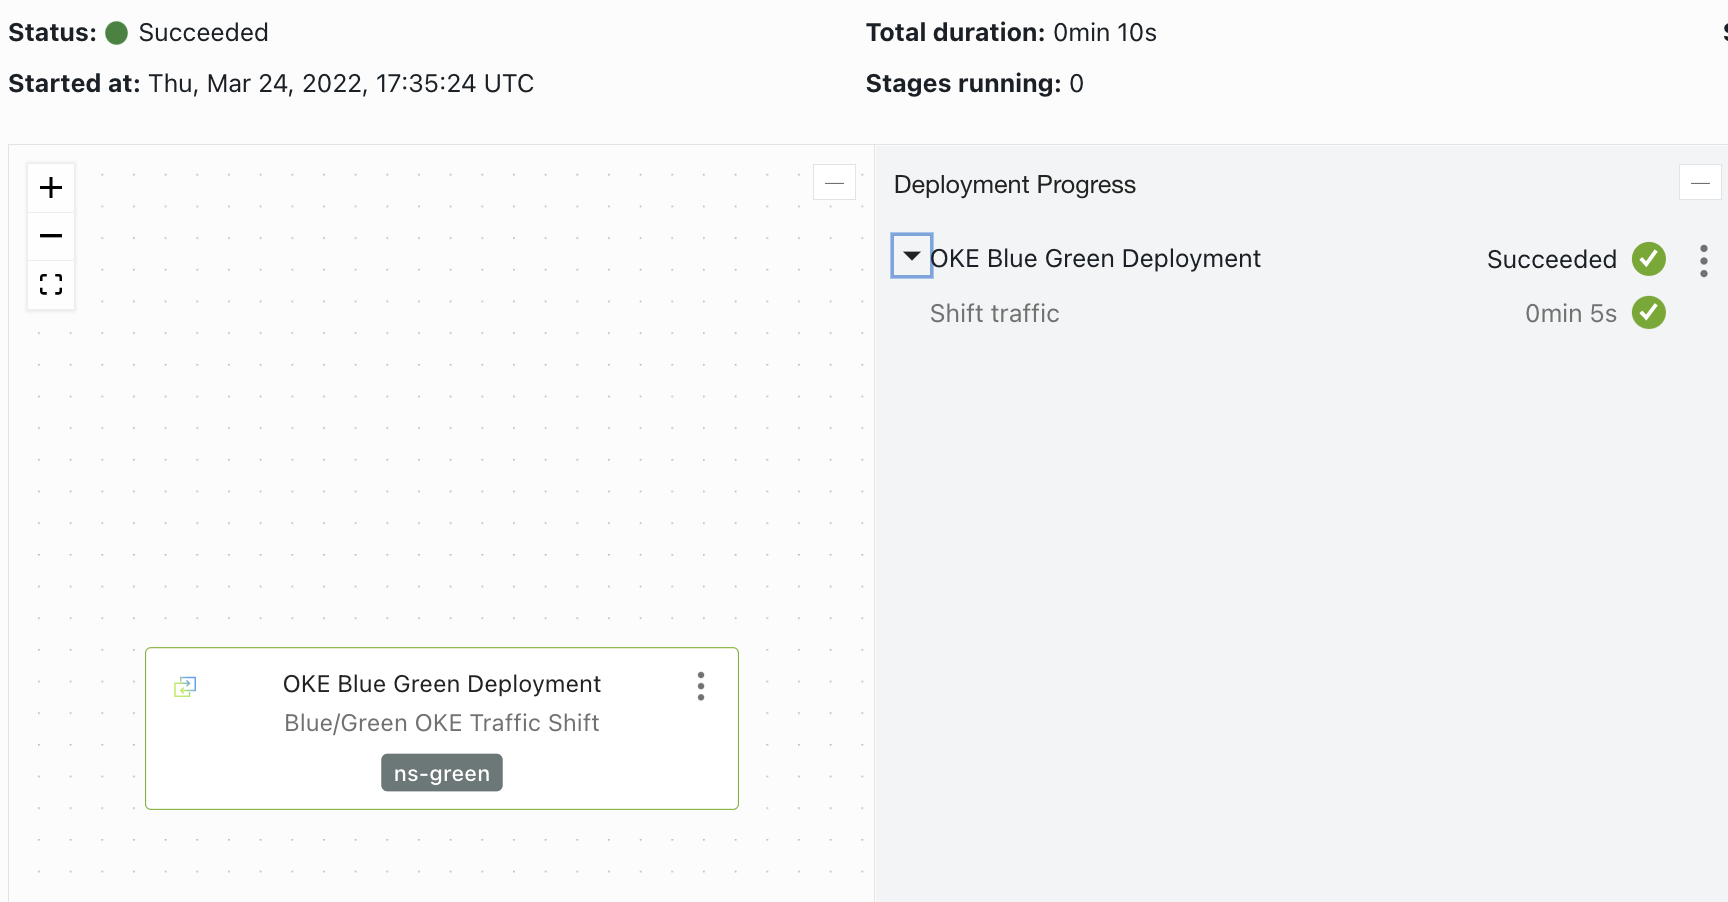 Status: Succeeded
Total duration: 0min 10s
Started at: Thu, Mar 24, 2022, 17:35:24 UTC
Stages running: 0
Deployment Progress
OKE Blue Green Deployment Succeeded
Shift traffic 0min 5s
OKE Blue Green Deployment
Blue/Green OKE Traffic Shift
ns-green